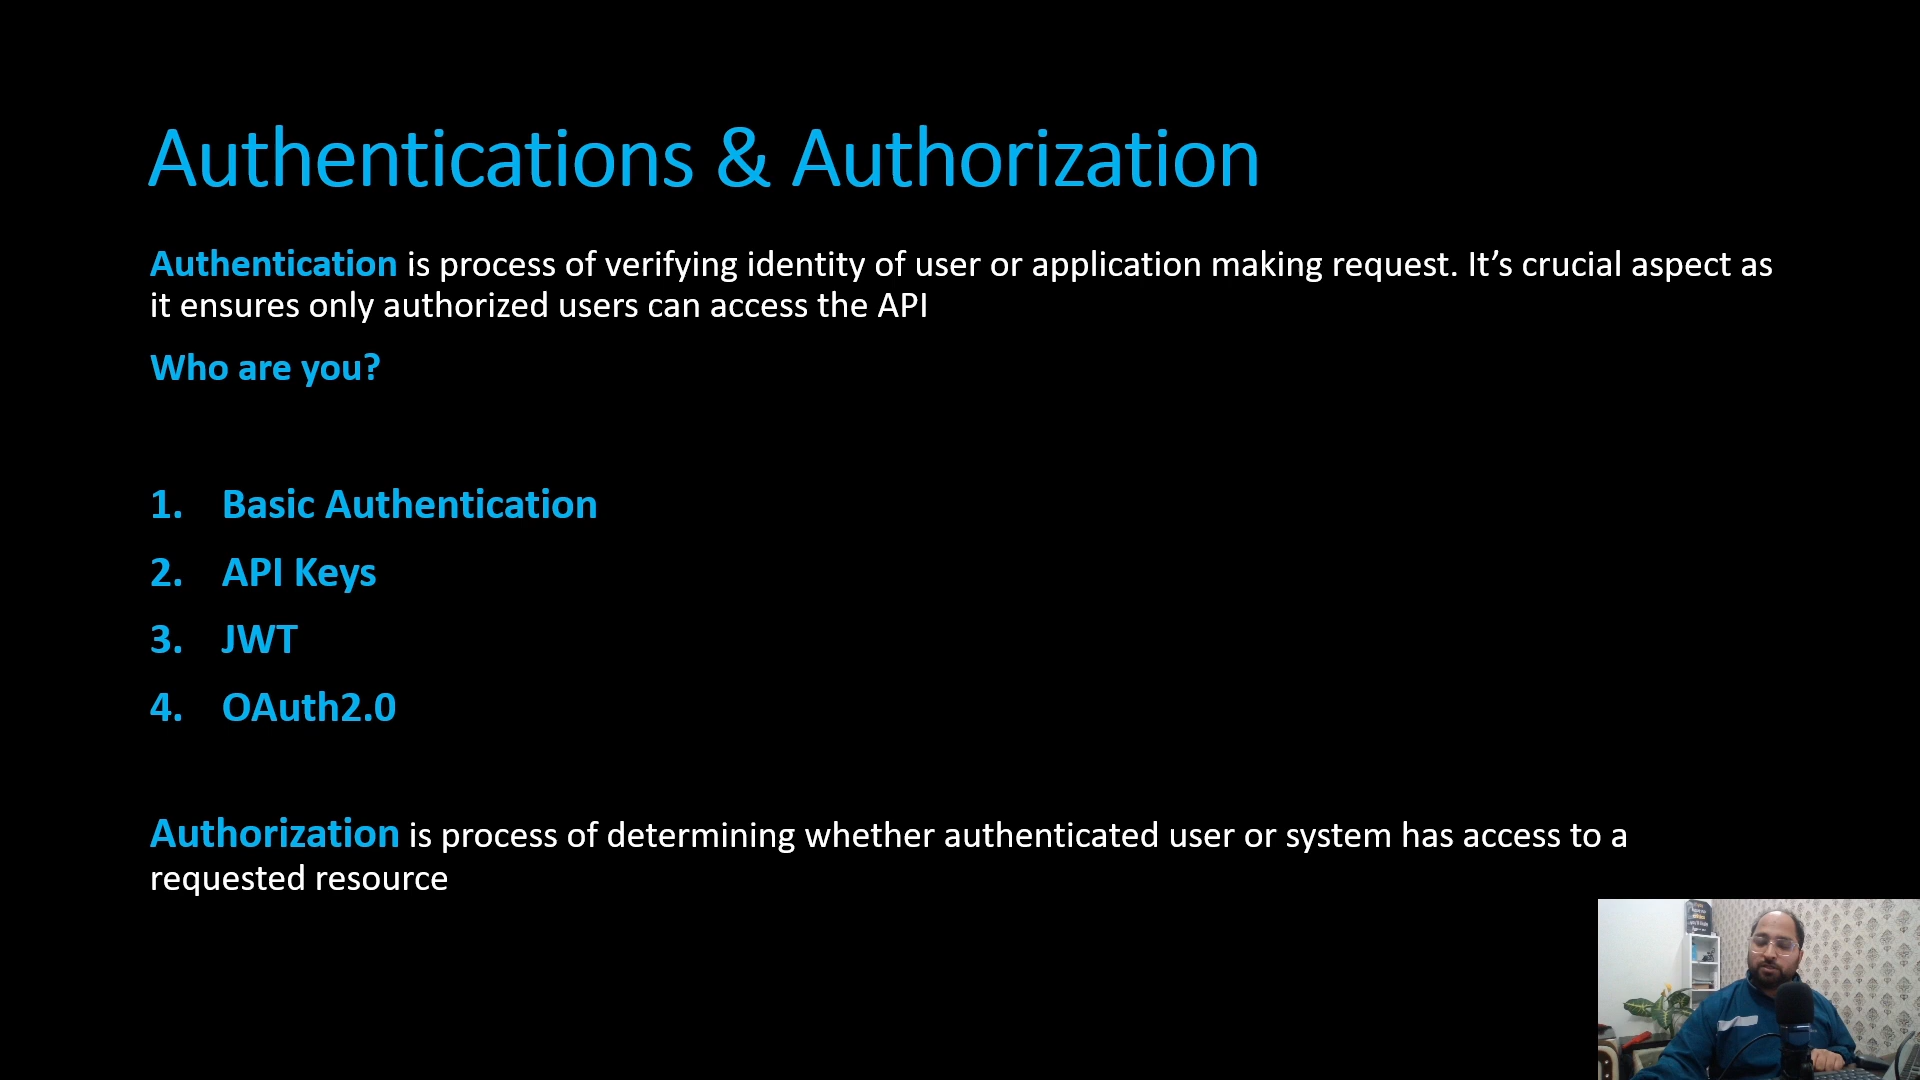 Authentications & Authorization
Authentication is process of verifying identity of user or application making request. It’s crucial aspect as
it ensures only authorized users can access the API
Who are you?
1. Basic Authentication
2. API Keys
3. JWT
4. OAuth2.0
Authorization is process of determining whether authenticated user or system has access to a
requested resource